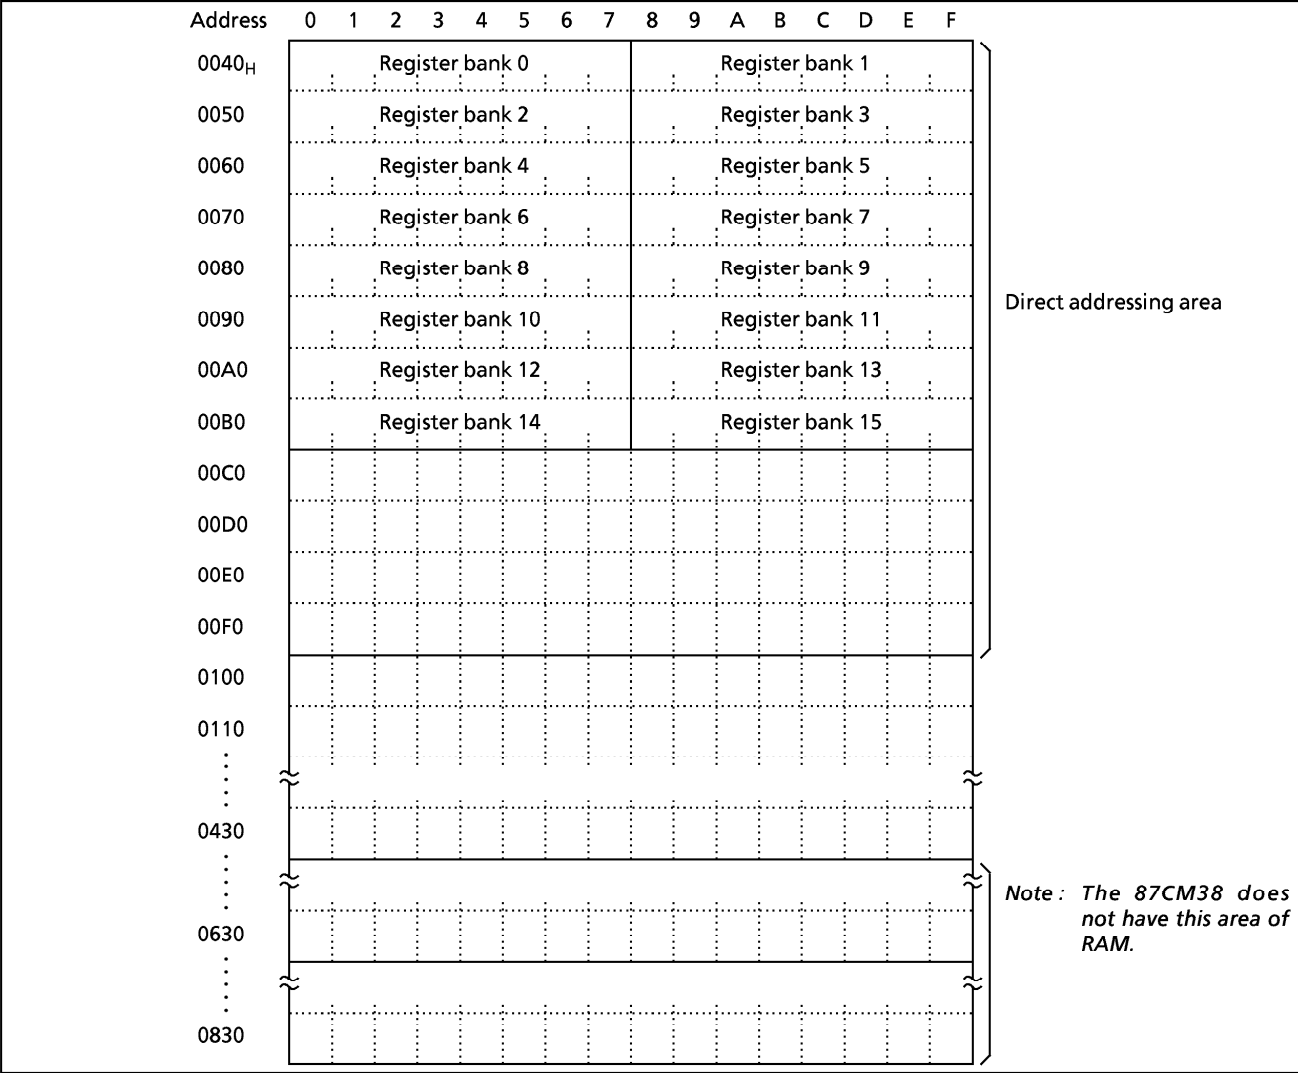 Address 0 1 2 3 4 5 6 7 8 9 A B C D E F
0040H Register bank 0 Register bank 1
0050 Register bank 2 Register bank 3
0060 Register bank 4 Register bank 5
0070 Register bank 6 Register bank 7
0080 Register bank 8 Register bank 9
Direct addressing area
0090 Register bank 10 Register bank 11
00A0 Register bank 12 Register bank 13
00B0 Register bank 14 Register bank 15
00C0
00D0
00E0
00F0
0100
0110
0430
Note : The 87CM38 does
not have this area of
RAM.
0630
0830